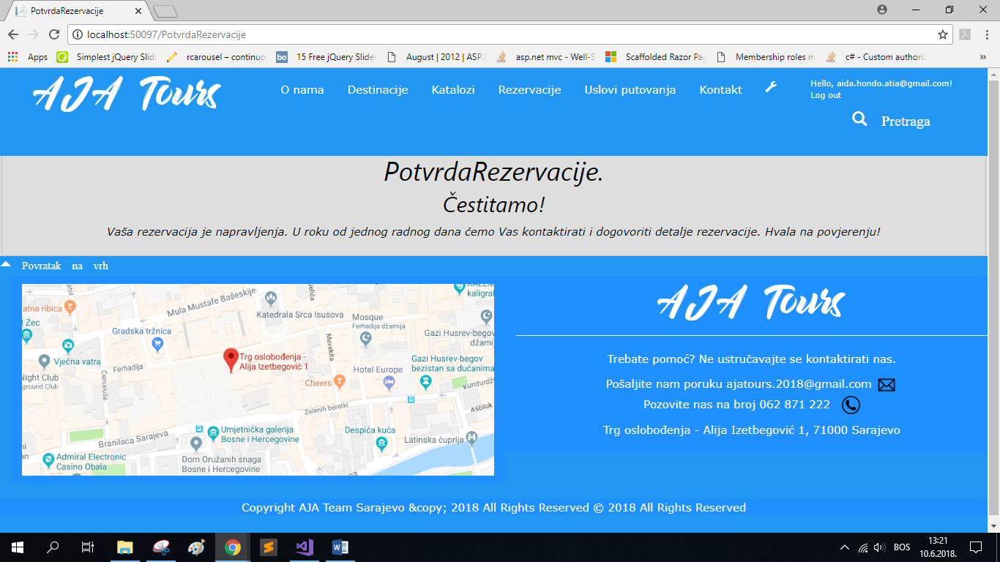 PotvrdaRezervacije
localhost:50097/PotvrdaRezervacije
Apps Simplest jQuery Slide rcarousel – continuo bo 15 Free jQuery Slider August | 2012 | ASP. asp.net mvc - Well-S Scaffolded Razor Pag Membership roles m c# - Custom authoriz »
AJA Tours
O nama Destinacije Katalozi Rezervacije Uslovi putovanja Kontakt
Hello, aida.hondo.atia@gmail.com!
Log out
Pretraga
PotvrdaRezervacije.
Čestitamo!
Vaša rezervacija je napravljenja. U roku od jednog radnog dana ćemo Vas kontaktirati i dogovoriti detalje rezervacije. Hvala na povjerenju!
Povratak na vrh
atna ribica
Mula Mustafe Bašeskije
Katedrala Srca Isusova
kaligraf
t Zec
Gradska tržnica
Mosque
Ferhadija džamija
Gazi Husrev-begov
džami
Vječna vatra
Ferhadija
Trg oslobođenja -
Alija Izetbegović 1
Muvekita
Gazi Husrev-begov
bezistan sa dućanima
Night Club
ground Club
Ćemaluša
Cheers
Hotel Europe
Kundurdž
Zelenih beretki
Aščiluk
Umjetnička galerija
Bosne i Hercegovine
Despića kuća
Branilaca Sarajeva
Latinska ćuprija
Admiral Electronic
Casino Obala
Dom Oružanih snaga
Bosne i Hercegovine
AJA Tours
Trebate pomoć? Ne ustručavajte se kontaktirati nas.
Pošaljite nam poruku ajatours.2018@gmail.com
Pozovite nas na broj 062 871 222
Trg oslobođenja - Alija Izetbegović 1, 71000 Sarajevo
Copyright AJA Team Sarajevo &copy; 2018 All Rights Reserved © 2018 All Rights Reserved
BOS
13:21
10.6.2018.